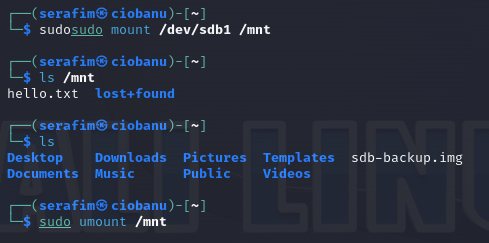 ┌──(serafim㉿ciobanu)-[~]
└─$ sudosudo mount /dev/sdb1 /mnt
┌──(serafim㉿ciobanu)-[~]
└─$ ls /mnt
hello.txt  lost+found
┌──(serafim㉿ciobanu)-[~]
└─$ ls
Desktop    Downloads  Pictures  Templates  sdb-backup.img
Documents  Music      Public    Videos
┌──(serafim㉿ciobanu)-[~]
└─$ sudo umount /mnt